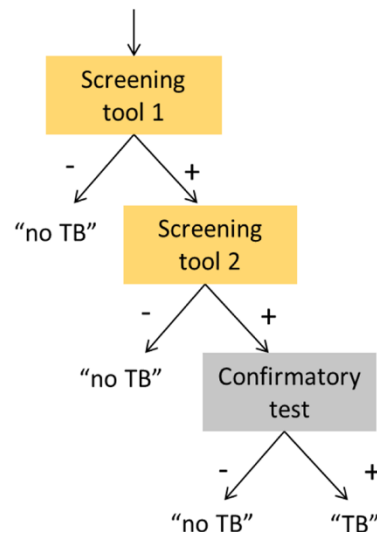 Screening
tool 1
- +
“no TB”
Screening
tool 2
- +
“no TB”
Confirmatory
test
- +
“no TB” “TB”